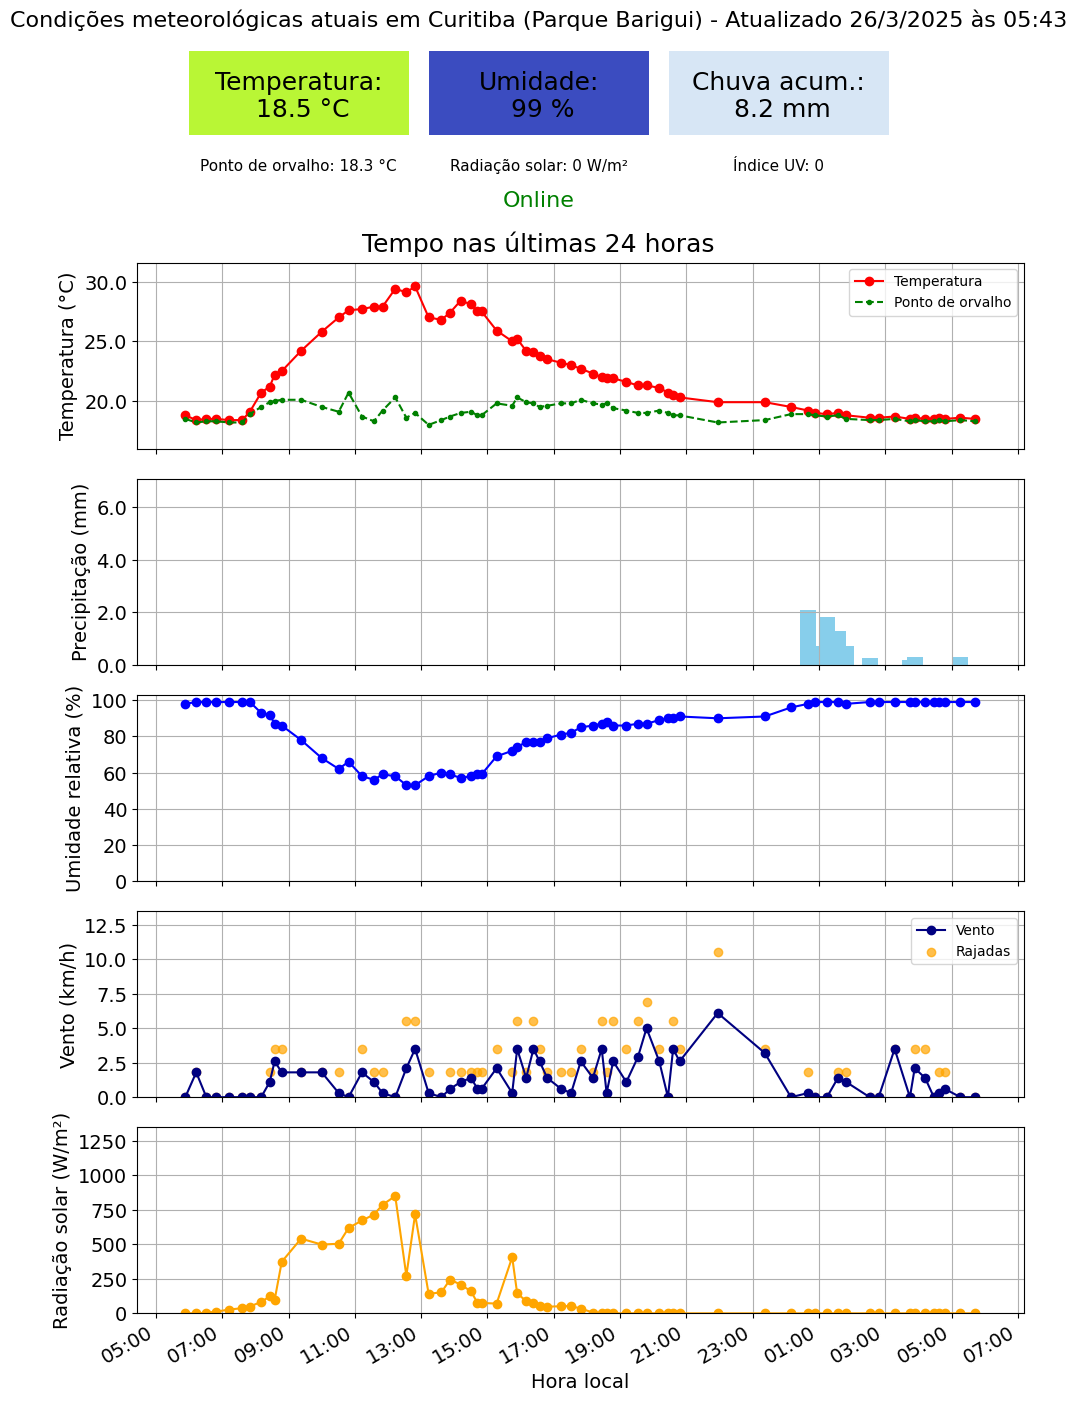 Condições meteorológicas atuais em Curitiba (Parque Barigui) - Atualizado 26/3/2025 às 05:43
Temperatura:
18.5 °C
Umidade:
99 %
Chuva acum.:
8.2 mm
Ponto de orvalho: 18.3 °C
Radiação solar: 0 W/m²
Índice UV: 0
Online
Tempo nas últimas 24 horas
Temperatura (°C)
30.0
25.0
20.0
Temperatura
Ponto de orvalho
Precipitação (mm)
6.0
4.0
2.0
0.0
Umidade relativa (%)
100
80
60
40
20
0
Vento (km/h)
12.5
10.0
7.5
5.0
2.5
0.0
Vento
Rajadas
Radiação solar (W/m²)
1250
1000
750
500
250
0
05:00
07:00
09:00
11:00
13:00
15:00
17:00
19:00
21:00
23:00
01:00
03:00
05:00
07:00
Hora local